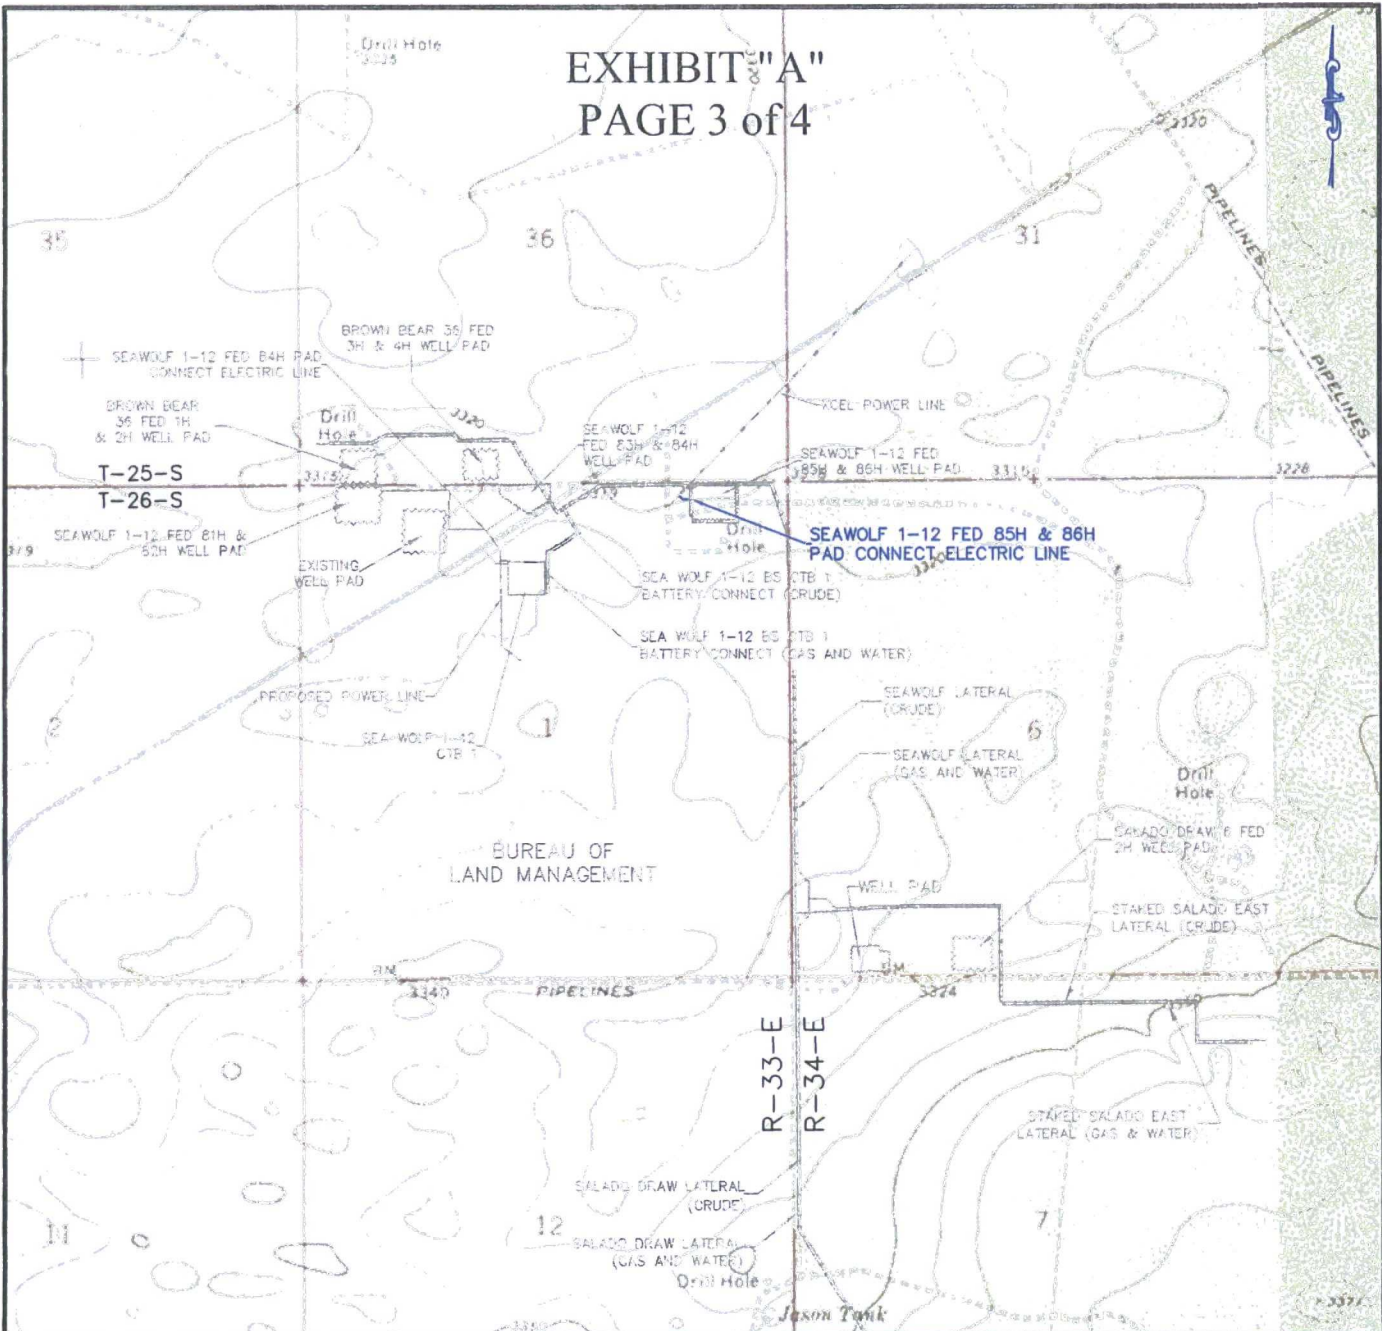 Drill Hole
EXHIBIT "A"
PAGE 3 of 4
3320
35
36
31
PIPELINES
BROWN BEAR 36 FED
3H & 4H WELL PAD
SEAWOLF 1-12 FED 84H PAD
CONNECT ELECTRIC LINE
PIPELINES
BROWN BEAR
36 FED 1H
& 2H WELL PAD
Drill
Hole
3320
XCEL POWER LINE
SEAWOLF 1-12
FED 83H & 84H
WELL PAD
SEAWOLF 1-12 FED
85H & 86H WELL PAD
T-25-S
T-26-S
3315
SEAWOLF 1-12 FED 81H &
82H WELL PAD
EXISTING
WELL PAD
Drill
Hole
SEAWOLF 1-12 FED 85H & 86H
PAD CONNECT ELECTRIC LINE
3320
SEA WOLF 1-12 BS CTB 1
BATTERY CONNECT (CRUDE)
SEA WOLF 1-12 BS CTB 1
BATTERY CONNECT (GAS AND WATER)
PROPOSED POWER LINE
SEAWOLF LATERAL
(CRUDE)
2
1
6
SEA WOLF 1-12
CTB 1
SEAWOLF LATERAL
(GAS AND WATER)
Drill
Hole
SALADO DRAW 6 FED
2H WELL PAD
BUREAU OF
LAND MANAGEMENT
WELL PAD
STAKED SALADO EAST
LATERAL (CRUDE)
BM
3340
PIPELINES
BM
3324
R-33-E
R-34-E
STAKED SALADO EAST
LATERAL (GAS & WATER)
SALADO DRAW LATERAL
(CRUDE)
11
12
7
SALADO DRAW LATERAL
(GAS AND WATER)
Drill Hole
Jason Tank